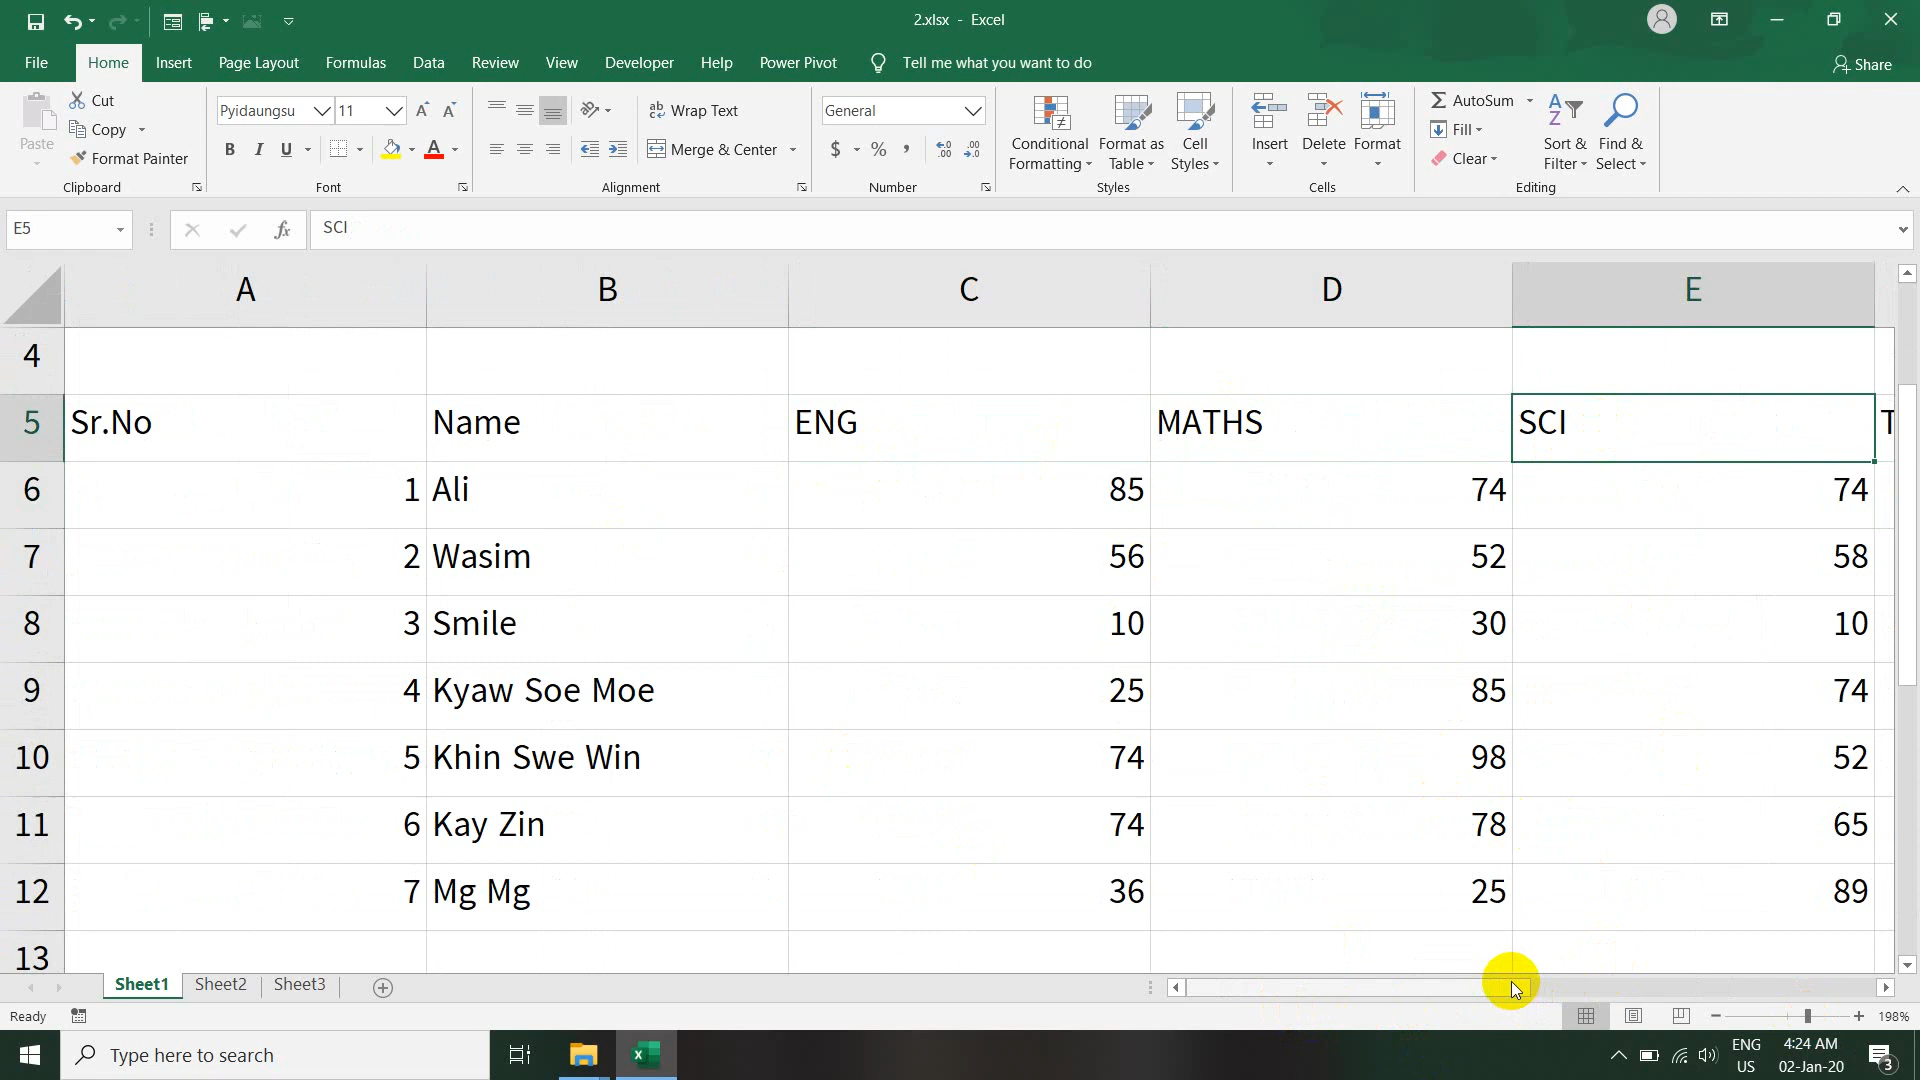 2.xlsx - Excel
File Home Insert Page Layout Formulas Data Review View Developer Help Power Pivot Tell me what you want to do Share
Paste
Cut
Copy
Format Painter
Clipboard
Pyidaungsu 11
B I U
Font
ab Wrap Text
Merge & Center
Alignment
General
$ % ,
Number
Conditional Formatting
Format as Table
Cell Styles
Styles
Insert Delete Format
Cells
AutoSum
Fill
Clear
Sort & Filter
Find & Select
Editing
E5 fx SCI
A B C D E
4
5 Sr.No Name ENG MATHS SCI T
6 1 Ali 85 74 74
7 2 Wasim 56 52 58
8 3 Smile 10 30 10
9 4 Kyaw Soe Moe 25 85 74
10 5 Khin Swe Win 74 98 52
11 6 Kay Zin 74 78 65
12 7 Mg Mg 36 25 89
13
Sheet1 Sheet2 Sheet3
Ready 198%
Type here to search
ENG
US
4:24 AM
02-Jan-20
3